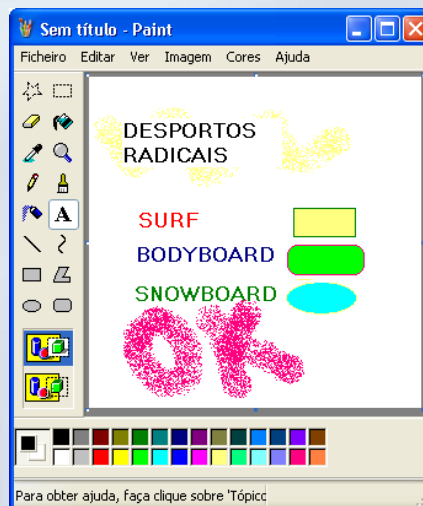 Sem título - Paint
Ficheiro Editar Ver Imagem Cores Ajuda
A
DESPORTOS
RADICAIS
SURF
BODYBOARD
SNOWBOARD
OK
Para obter ajuda, faça clique sobre 'Tópico